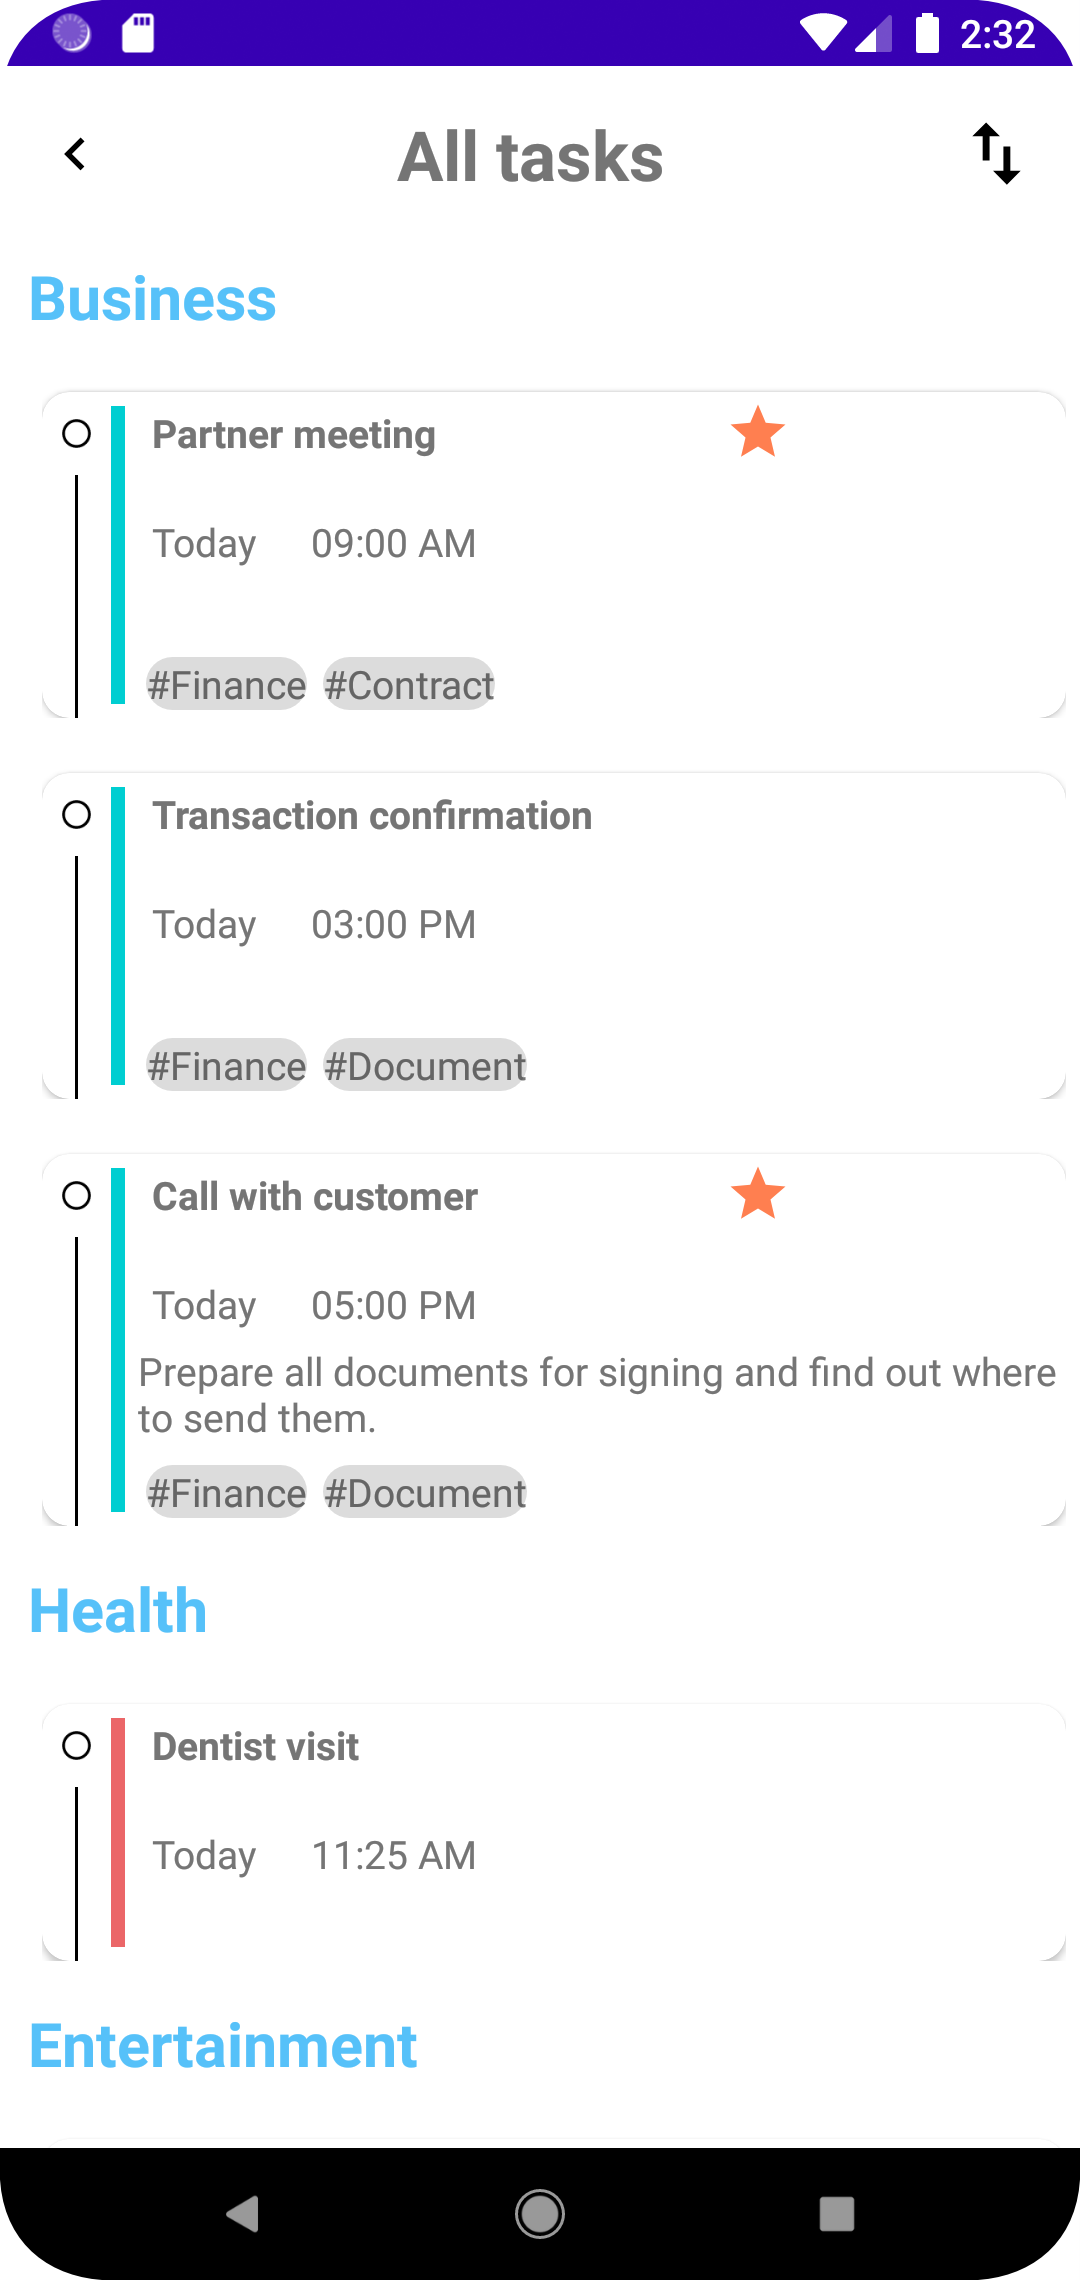 2:32
All tasks
Business
Partner meeting
Today 09:00 AM
#Finance #Contract
Transaction confirmation
Today 03:00 PM
#Finance #Document
Call with customer
Today 05:00 PM
Prepare all documents for signing and find out where
to send them.
#Finance #Document
Health
Dentist visit
Today 11:25 AM
Entertainment